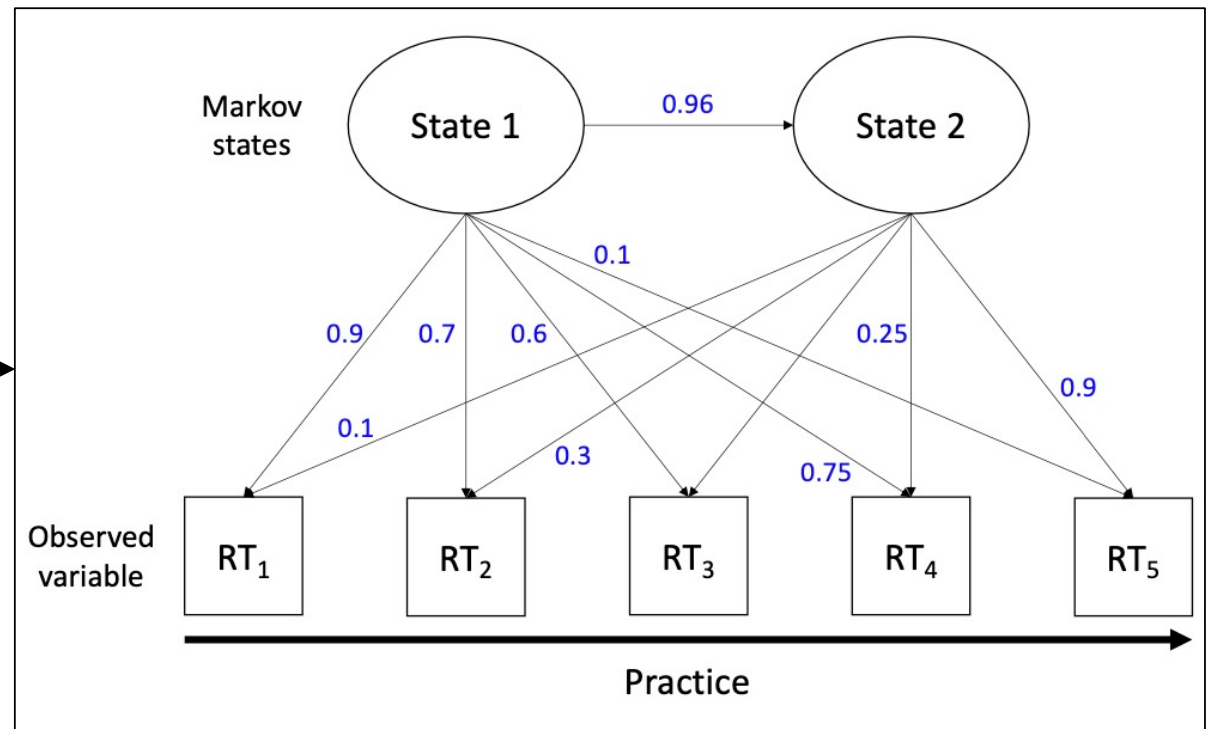 Markov
states
State 1
0.96
State 2
0.1
0.9
0.7
0.6
0.25
0.9
0.1
0.3
0.75
Observed
variable
RT₁
RT₂
RT₃
RT₄
RT₅
Practice